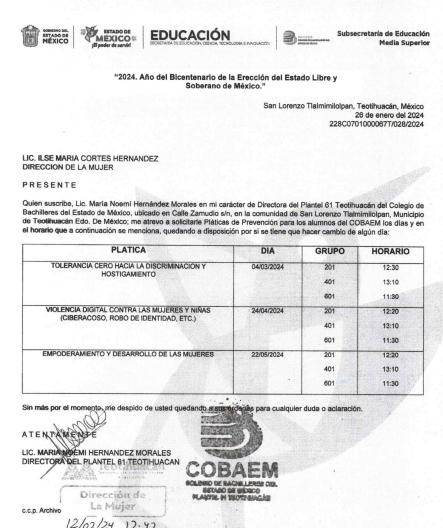 GOBIERNO DEL
ESTADO DE
MÉXICO
ESTADO DE
MÉXICO
¡El poder de servir!
EDUCACIÓN
SECRETARÍA DE EDUCACIÓN, CIENCIA, TECNOLOGÍA E INNOVACIÓN
Subsecretaría de Educación
Media Superior
"2024. Año del Bicentenario de la Erección del Estado Libre y
Soberano de México."
San Lorenzo Tlalmimilolpan, Teotihuacán, México
26 de enero del 2024
228C0701000067T/028/2024
LIC. ILSE MARIA CORTES HERNANDEZ
DIRECCION DE LA MUJER
P R E S E N T E
Quien suscribe, Lic. María Noemí Hernández Morales en mi carácter de Directora del Plantel 61 Teotihuacán del Colegio de
Bachilleres del Estado de México, ubicado en Calle Zamudio s/n, en la comunidad de San Lorenzo Tlalmimilolpan, Municipio
de Teotihuacán Edo. De México; me atrevo a solicitarle Pláticas de Prevención para los alumnos del COBAEM los días y en
el horario que a continuación se menciona, quedando a disposición por si se tiene que hacer cambio de algún día:
PLATICA DIA GRUPO HORARIO
TOLERANCIA CERO HACIA LA DISCRIMINACION Y 04/03/2024 201 12:30
HOSTIGAMIENTO
401 13:10
601 11:30
VIOLENCIA DIGITAL CONTRA LAS MUJERES Y NIÑAS 24/04/2024 201 12:20
(CIBERACOSO, ROBO DE IDENTIDAD, ETC.)
401 13:10
601 11:30
EMPODERAMIENTO Y DESARROLLO DE LAS MUJERES 22/05/2024 201 12:20
401 13:10
601 11:30
Sin más por el momento, me despido de usted quedando a sus órdenes para cualquier duda o aclaración.
A T E N T A M E N T E
LIC. MARIA NOEMI HERNANDEZ MORALES
DIRECTORA DEL PLANTEL 61 TEOTIHUACAN
Teotihuacán
COBAEM
COLEGIO DE BACHILLERES DEL
ESTADO DE MÉXICO
PLANTEL 61 TEOTIHUACÁN
Dirección de
La Mujer
c.c.p. Archivo